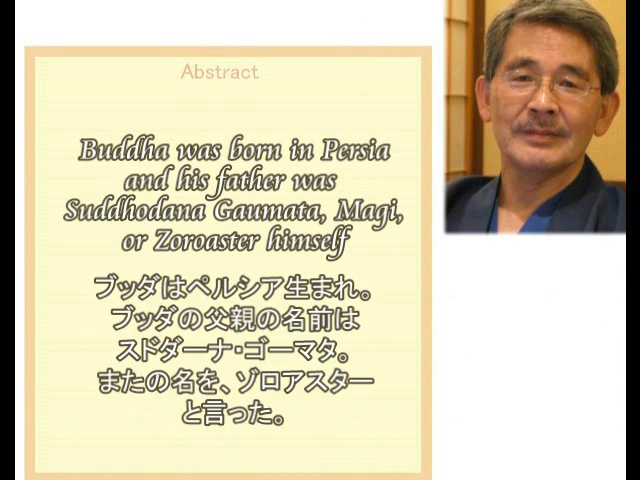 Abstract
Buddha was born in Persia
and his father was
Suddhodana Gaumata, Magi,
or Zoroaster himself
ブッダはペルシア生まれ。
ブッダの父親の名前は
スドダーナ・ゴーマタ。
またの名を、ゾロアスター
と言った。